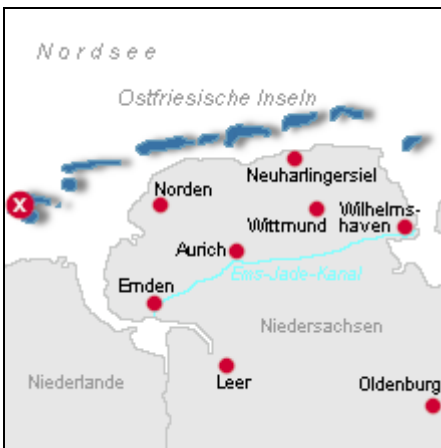 Nordsee
Ostfriesische Inseln
X
Neuharlingersiel
Norden
Wilhelms-
Wittmund
haven
Aurich
Ems-Jade-Kanal
Emden
Niedersachsen
Niederlande
Leer
Oldenburg